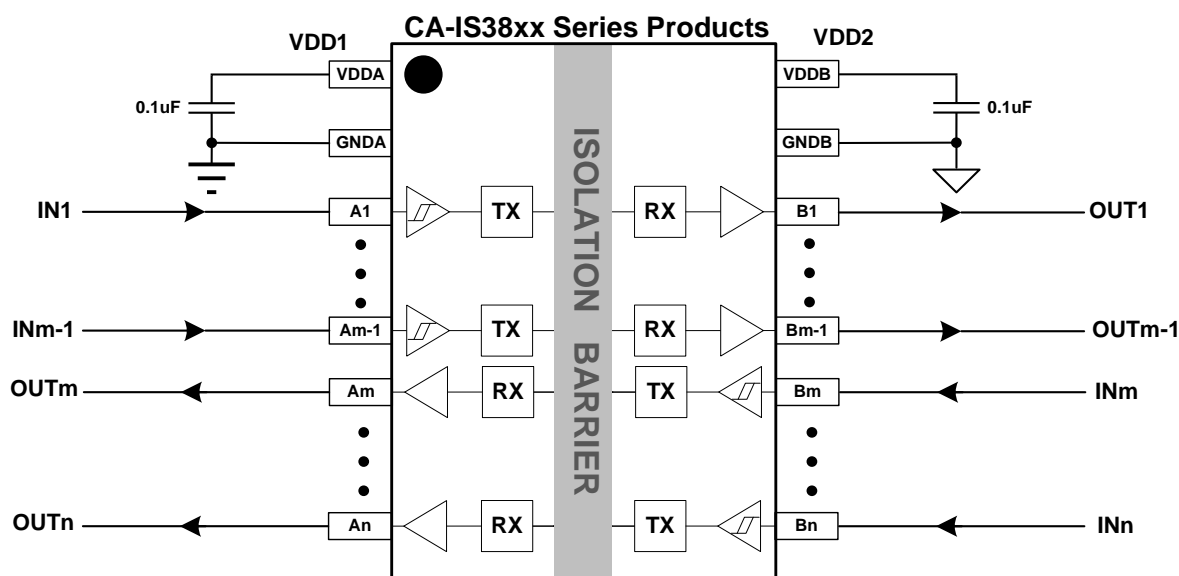 CA-IS38xx Series Products
VDD1
VDD2
VDDA
VDDB
0.1uF
0.1uF
GNDA
GNDB
ISOLATION BARRIER
IN1
A1
TX
RX
B1
OUT1
INm-1
Am-1
TX
RX
Bm-1
OUTm-1
OUTm
Am
RX
TX
Bm
INm
OUTn
An
RX
TX
Bn
INn